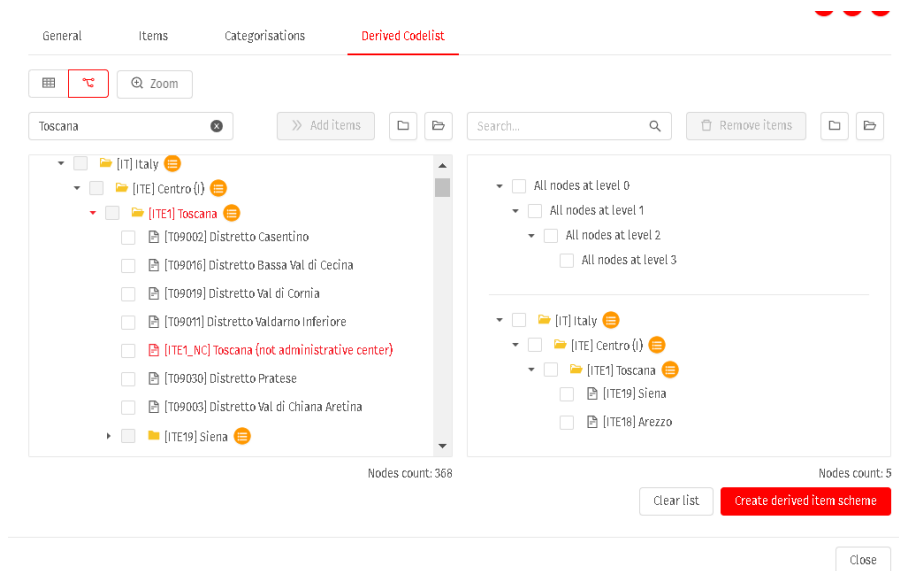 General Items Categorisations Derived Codelist
Zoom
Toscana Add items Search... Remove items
[IT] Italy
[ITE] Centro (I)
[ITE1] Toscana
[T09002] Distretto Casentino
[T09016] Distretto Bassa Val di Cecina
[T09019] Distretto Val di Cornia
[T09011] Distretto Valdarno Inferiore
[ITE1_NC] Toscana (not administrative center)
[T09030] Distretto Pratese
[T09003] Distretto Val di Chiana Aretina
[ITE19] Siena
Nodes count: 368
All nodes at level 0
All nodes at level 1
All nodes at level 2
All nodes at level 3
[IT] Italy
[ITE] Centro (I)
[ITE1] Toscana
[ITE19] Siena
[ITE18] Arezzo
Nodes count: 5
Clear list Create derived item scheme
Close